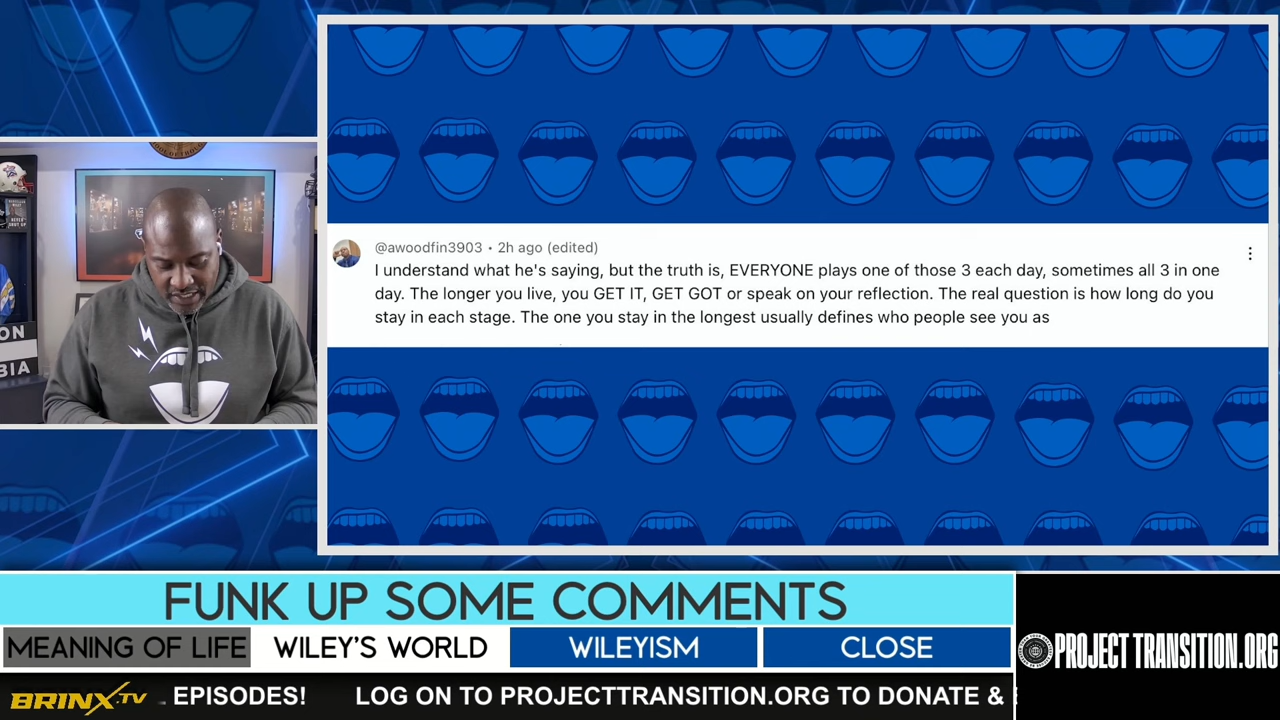 @awoodfin3903 • 2h ago (edited)
I understand what he's saying, but the truth is, EVERYONE plays one of those 3 each day, sometimes all 3 in one
day. The longer you live, you GET IT, GET GOT or speak on your reflection. The real question is how long do you
stay in each stage. The one you stay in the longest usually defines who people see you as
FUNK UP SOME COMMENTS
MEANING OF LIFE
WILEY'S WORLD
WILEYISM
CLOSE
PROJECT TRANSITION.ORG
BRINX.TV
EPISODES!
LOG ON TO PROJECTTRANSITION.ORG TO DONATE &